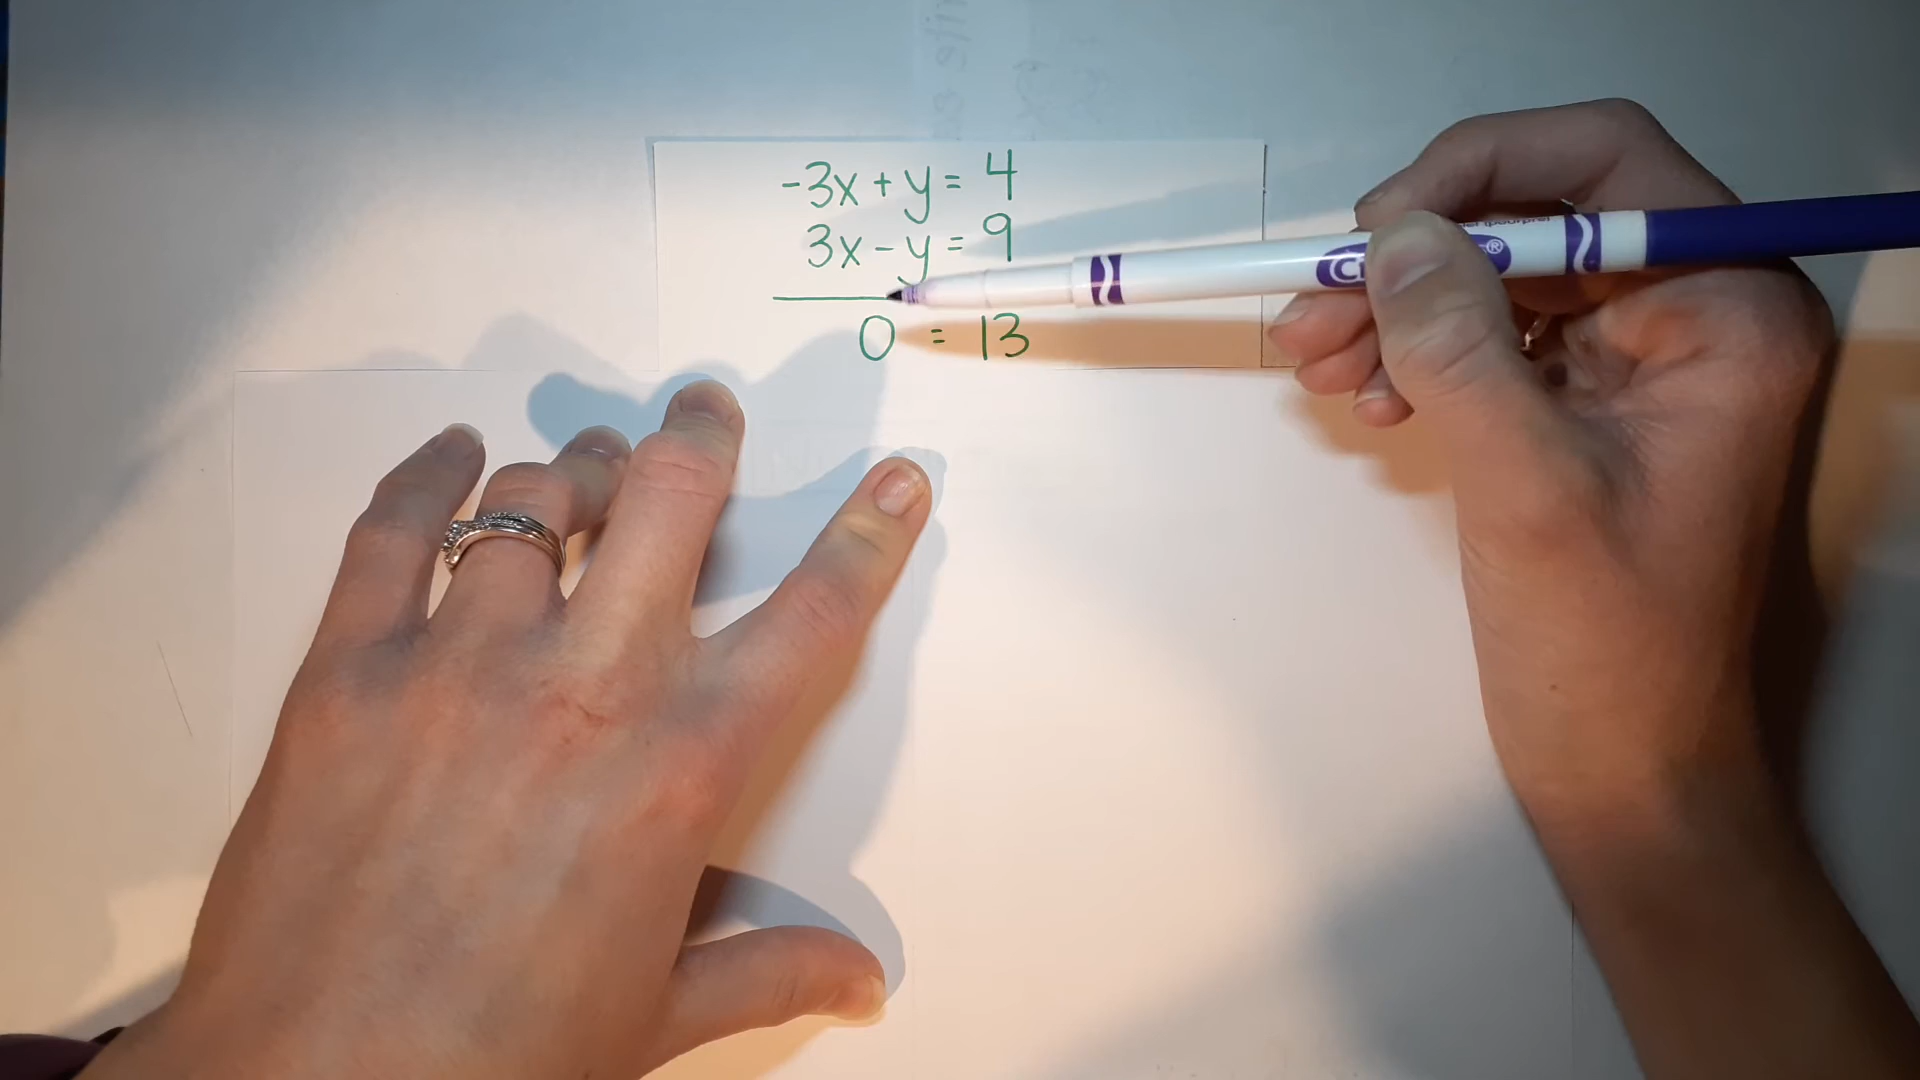 -3x + y = 4
3x - y = 9
0 = 13